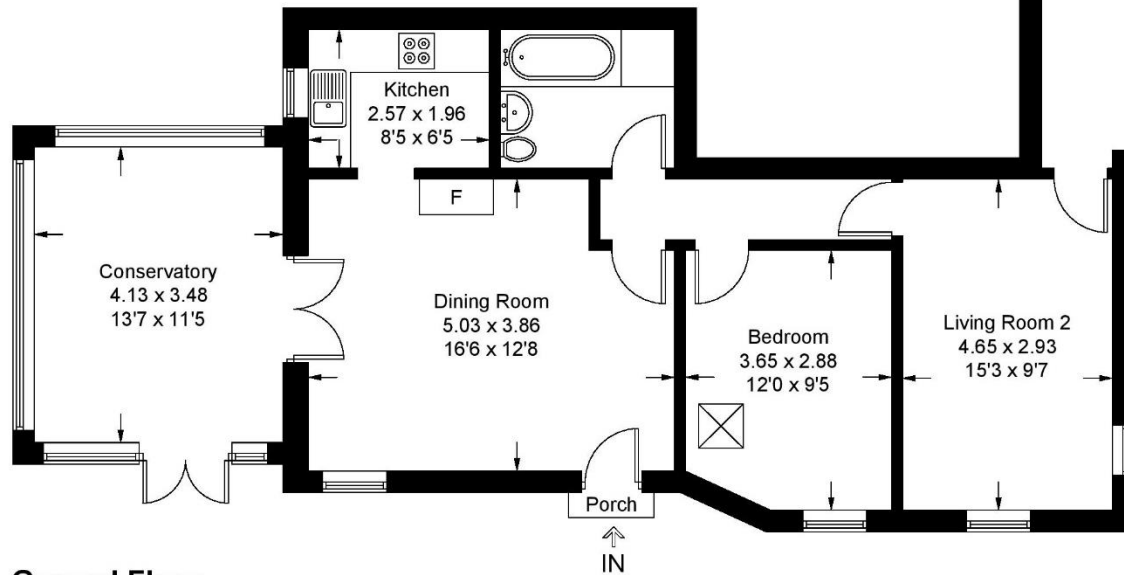 Kitchen
2.57 x 1.96
8'5 x 6'5
F
Conservatory
4.13 x 3.48
13'7 x 11'5
Dining Room
5.03 x 3.86
16'6 x 12'8
Bedroom
3.65 x 2.88
12'0 x 9'5
Living Room 2
4.65 x 2.93
15'3 x 9'7
Porch
IN